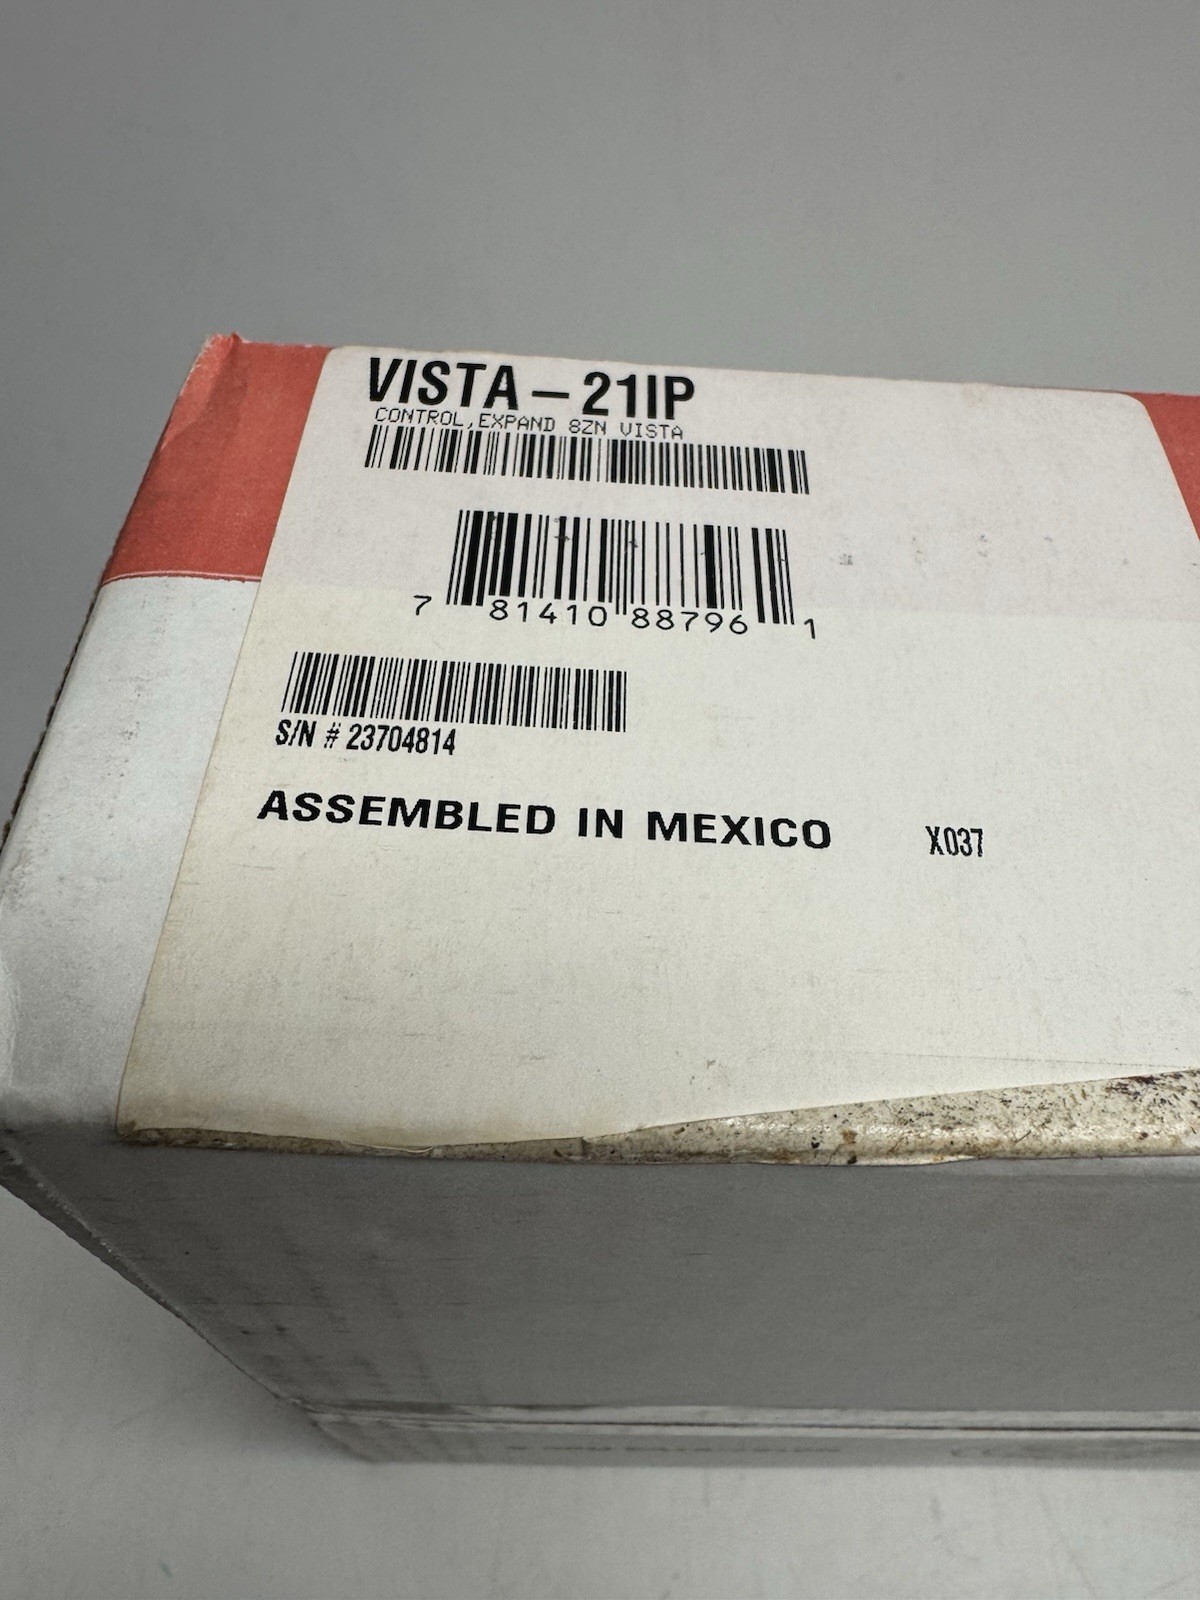 VISTA – 21IP
CONTROL,EXPAND 8ZN VISTA
7 81410 88796 1
S/N # 23704814
ASSEMBLED IN MEXICO X037